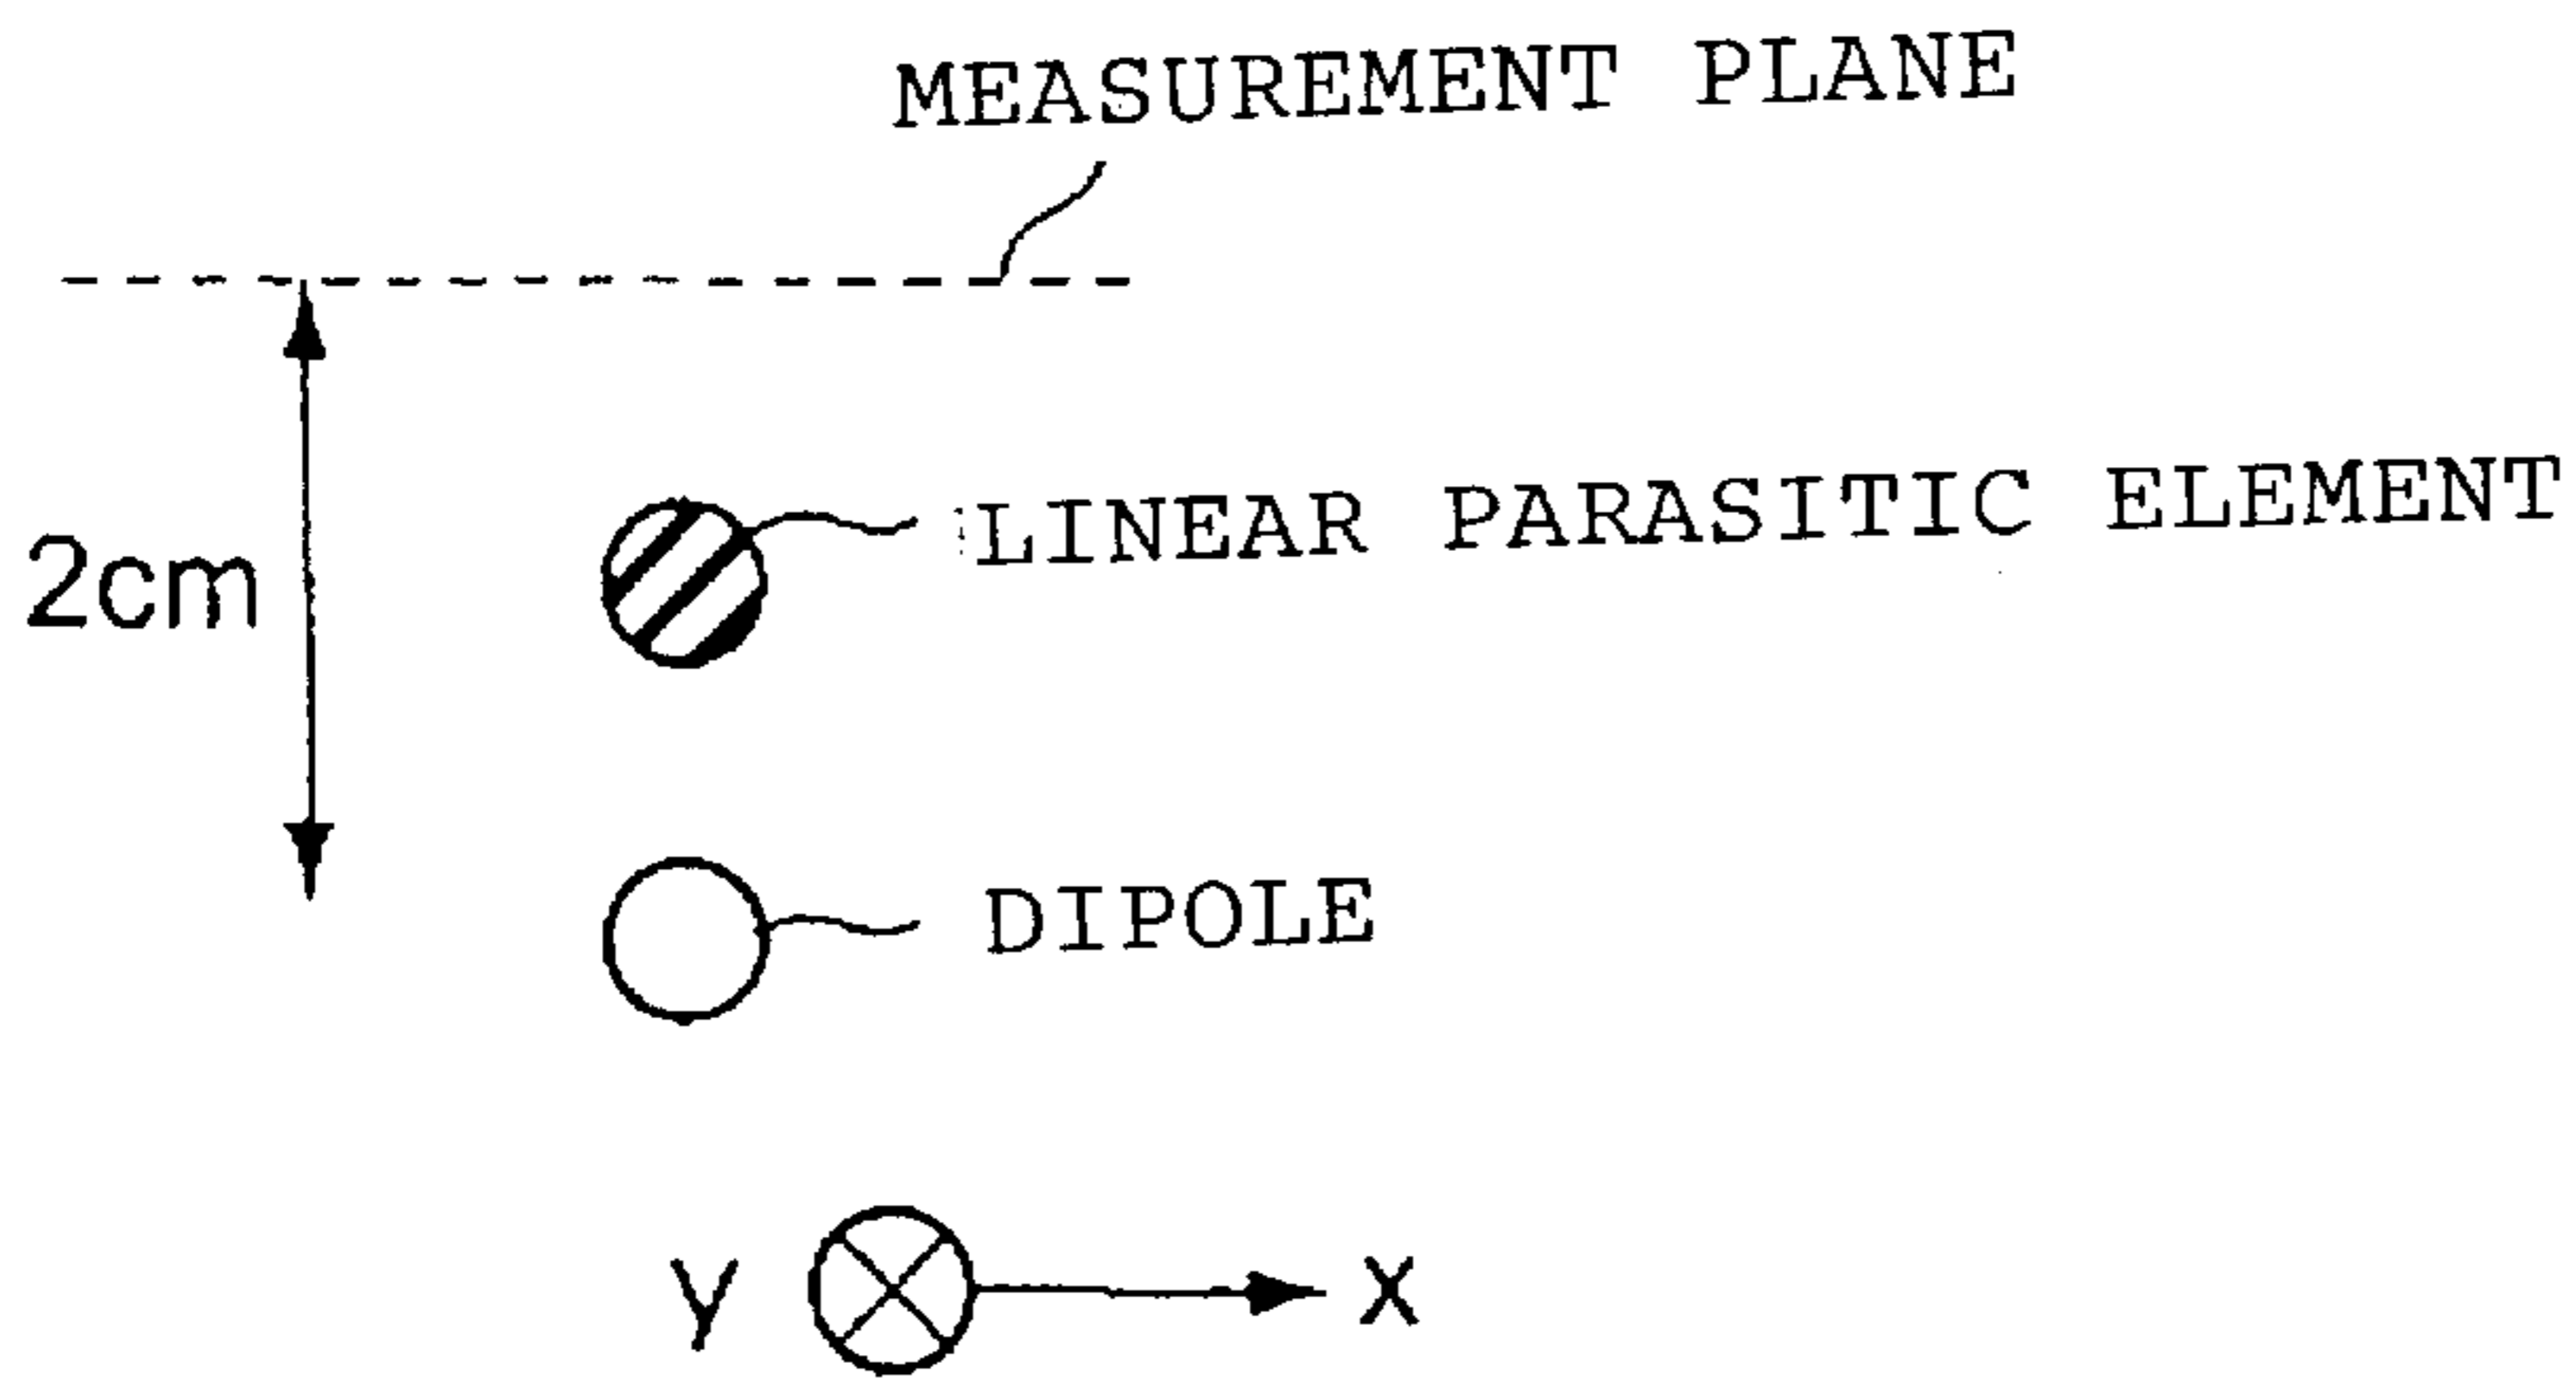 MEASUREMENT PLANE
LINEAR PARASITIC ELEMENT
2cm
DIPOLE
y
x